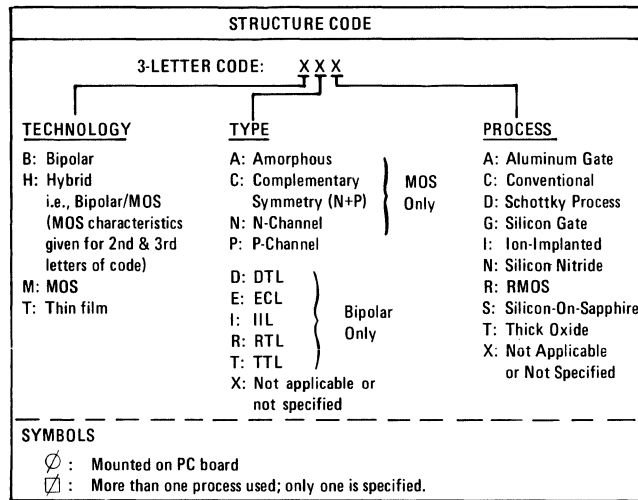 STRUCTURE CODE
3-LETTER CODE: X X X
TECHNOLOGY
B: Bipolar
H: Hybrid
i.e., Bipolar/MOS
(MOS characteristics
given for 2nd & 3rd
letters of code)
M: MOS
T: Thin film
TYPE
A: Amorphous
C: Complementary
Symmetry (N+P)
N: N-Channel
P: P-Channel
MOS
Only
D: DTL
E: ECL
I: IIL
R: RTL
T: TTL
Bipolar
Only
X: Not applicable or
not specified
PROCESS
A: Aluminum Gate
C: Conventional
D: Schottky Process
G: Silicon Gate
I: Ion-Implanted
N: Silicon Nitride
R: RMOS
S: Silicon-On-Sapphire
T: Thick Oxide
X: Not Applicable
or Not Specified
SYMBOLS
∅ : Mounted on PC board
⍁ : More than one process used; only one is specified.